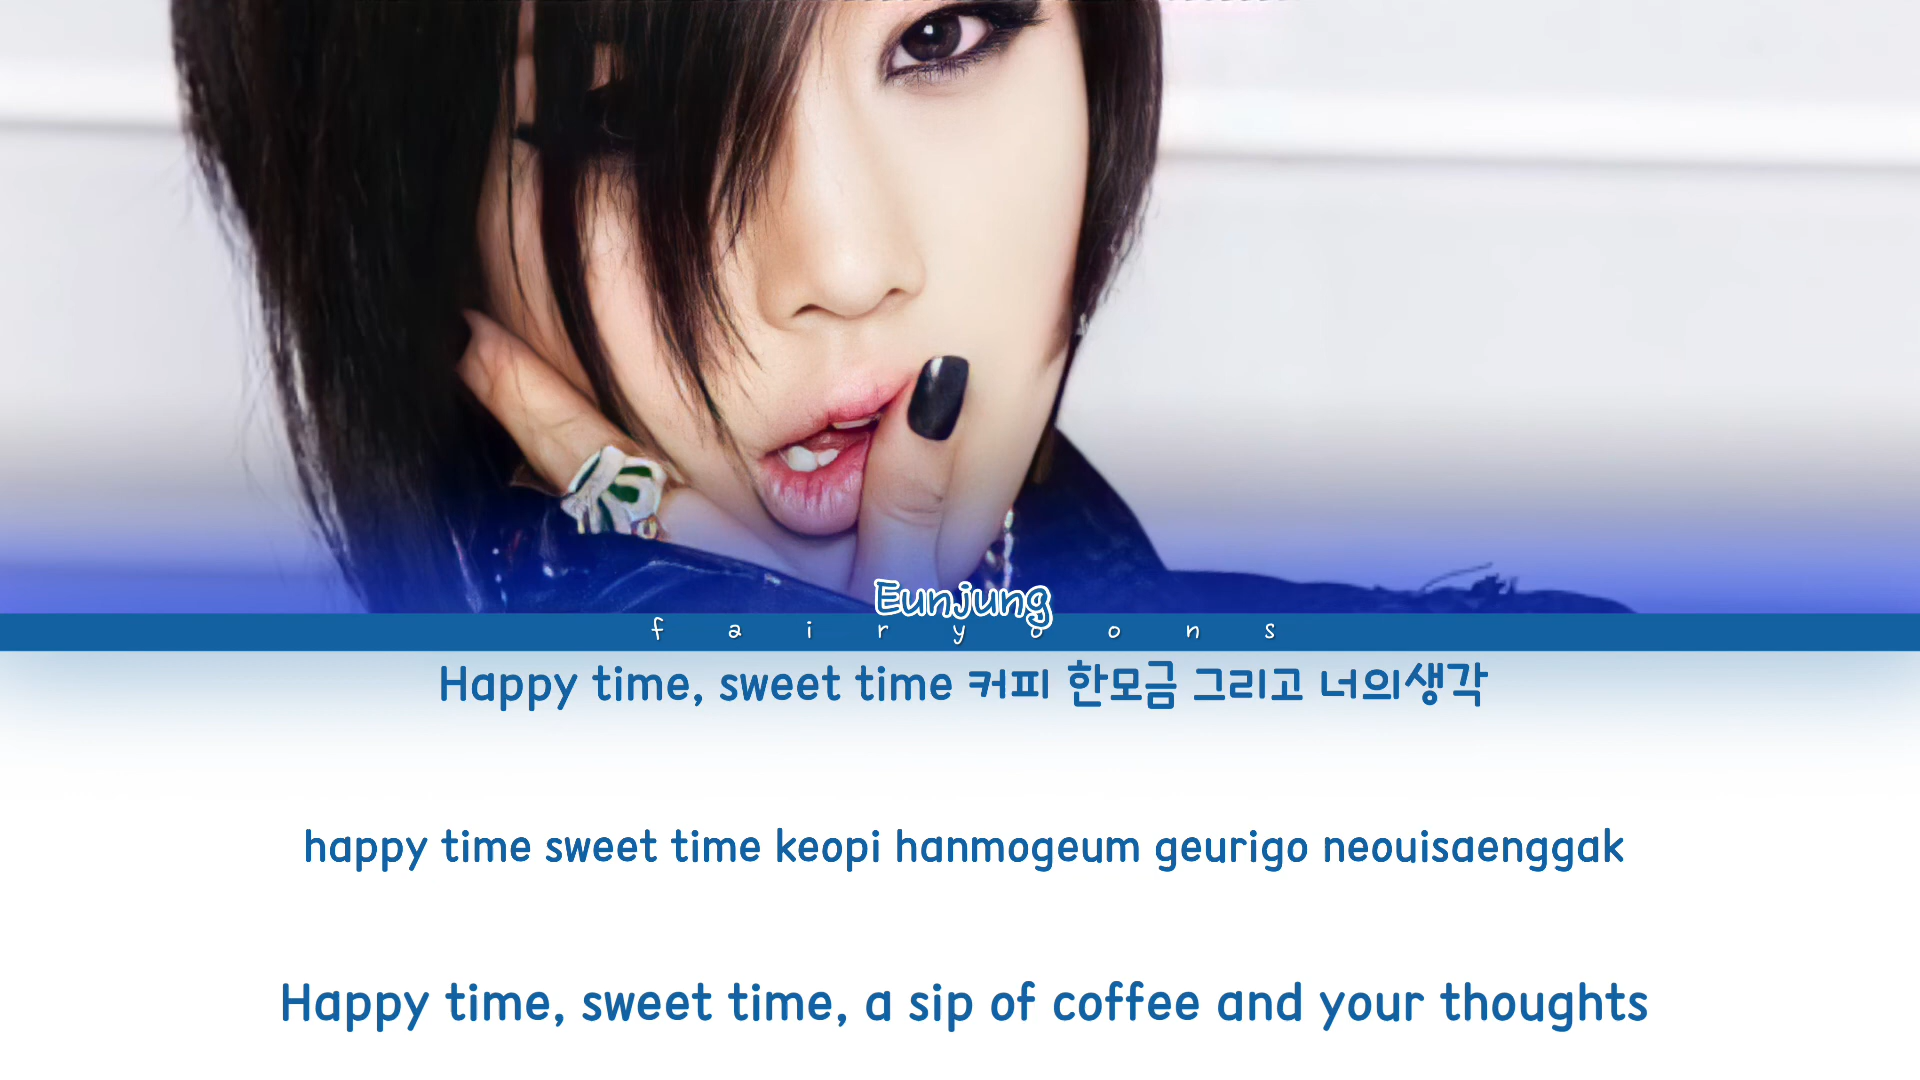 Eunjung
fairyoons
Happy time, sweet time 커피 한모금 그리고 너의생각
happy time sweet time keopi hanmogeum geurigo neouisaenggak
Happy time, sweet time, a sip of coffee and your thoughts